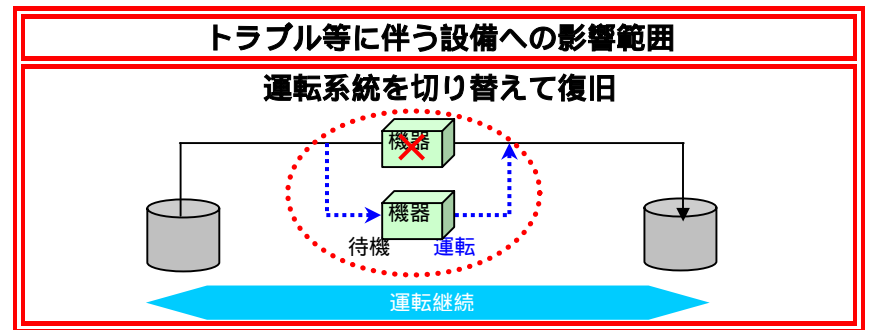 トラブル等に伴う設備への影響範囲
運転系統を切り替えて復旧
機器
機器
待機 運転
運転継続